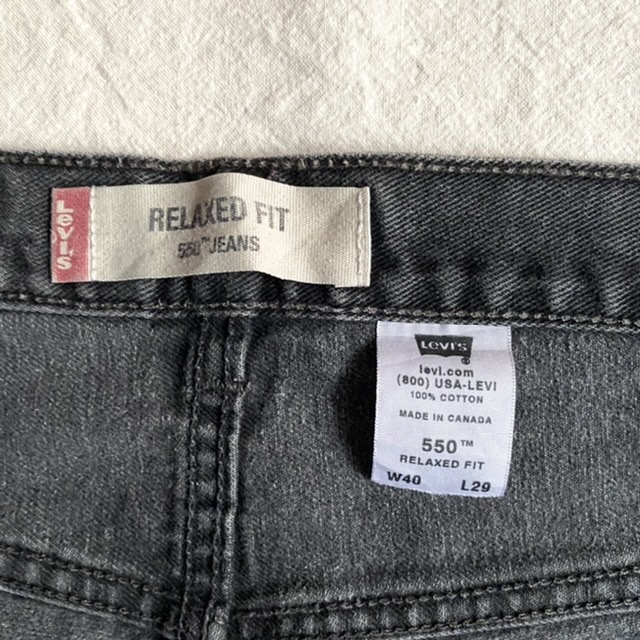 Levi's
RELAXED FIT
550™ JEANS
LEVI'S
®
levi.com
(800) USA-LEVI
100% COTTON
MADE IN CANADA
550™
RELAXED FIT
W40 L29